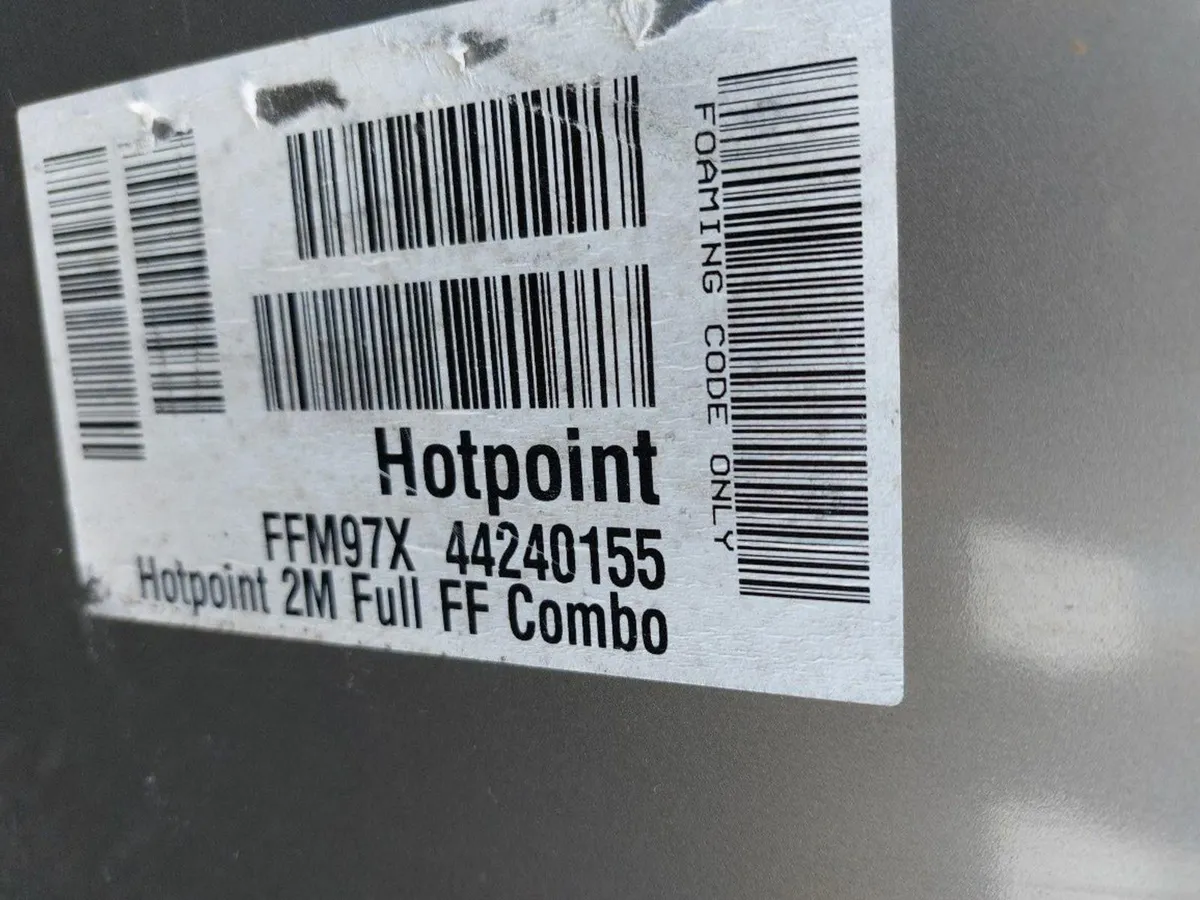 Hotpoint
FFM97X 44240155
Hotpoint 2M Full FF Combo
FOAMING CODE ONLY